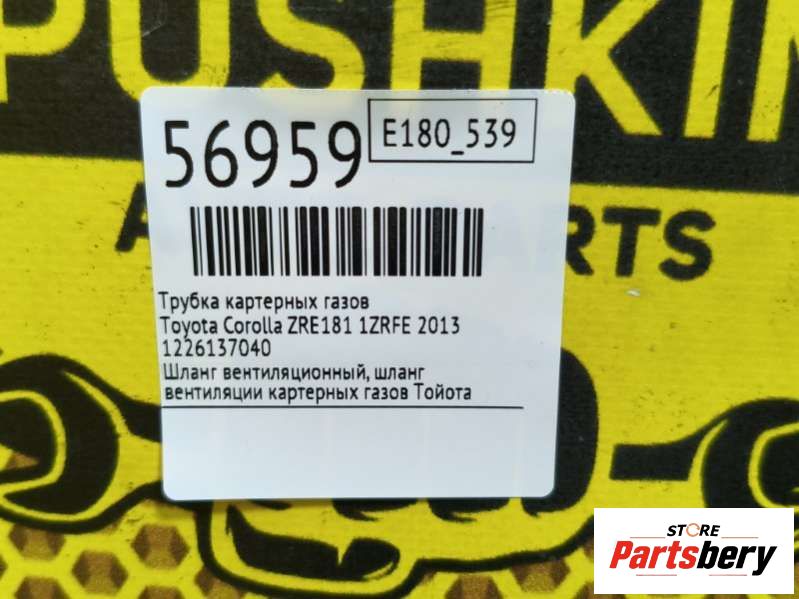 PUSHKIN
56959
E180_539
ARTS
Трубка картерных газов
Toyota Corolla ZRE181 1ZRFE 2013
1226137040
Шланг вентиляционный, шланг
вентиляции картерных газов Тойота
STORE
Partsbery